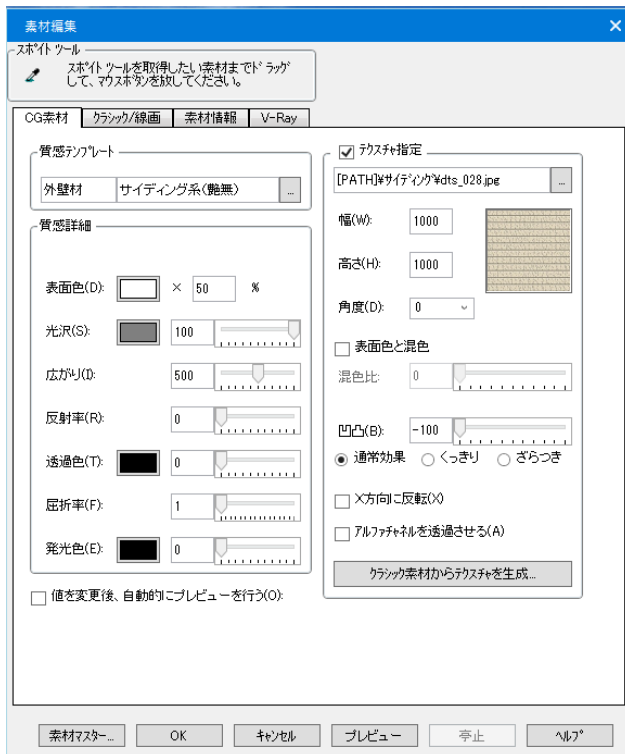 素材編集
スポイト ツール
スポイト ツールを取得したい素材までドラッグ
して、マウスボタンを放してください。
CG素材
クラシック/線画
素材情報
V-Ray
質感テンプレート
外壁材
サイディング系(艶無)
...
質感詳細
表面色(D):
×
50
%
光沢(S):
100
広がり(I):
500
反射率(R):
0
透過色(T):
0
屈折率(F):
1
発光色(E):
0
値を変更後、自動的にプレビューを行う(O):
テクスチャ指定
[PATH]¥サイディング¥dts_028.jpg
...
幅(W):
1000
高さ(H):
1000
角度(D):
0
表面色と混色
混色比:
0
凹凸(B):
-100
通常効果
くっきり
ざらつき
X方向に反転(X)
アルファチャネルを透過させる(A)
クラシック素材からテクスチャを生成...
素材マスター...
OK
キャンセル
プレビュー
停止
ヘルプ